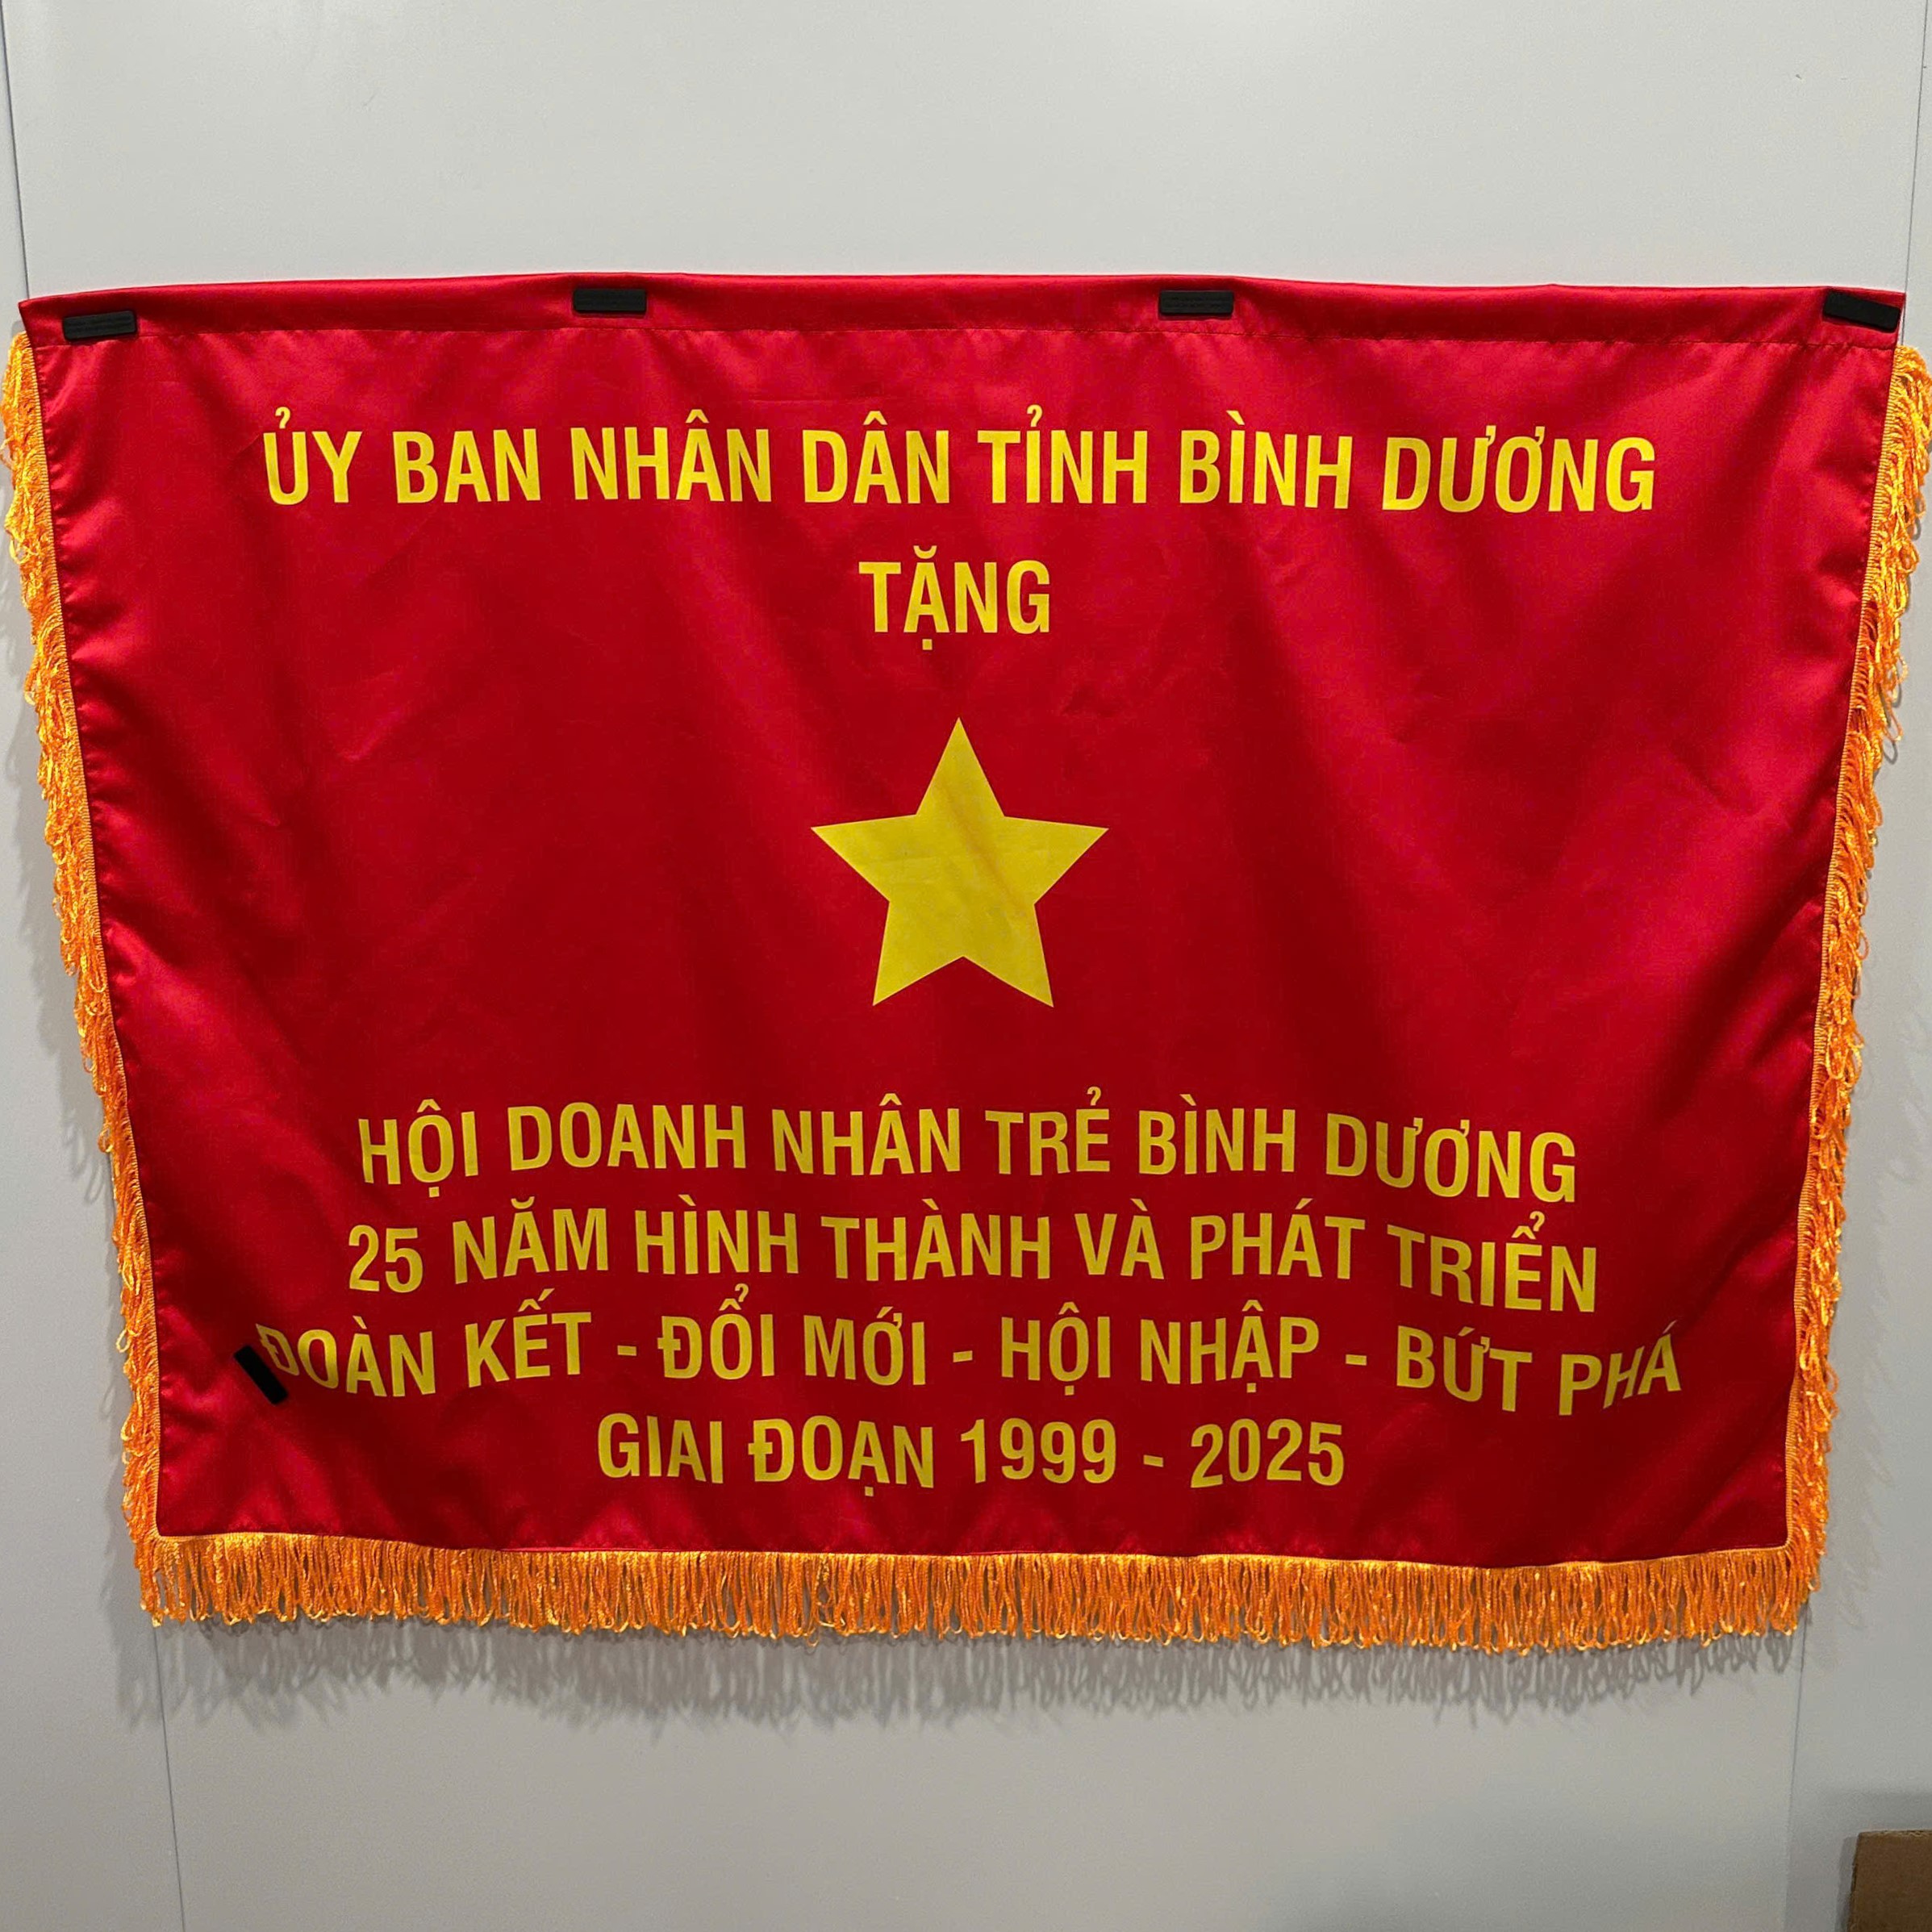 ỦY BAN NHÂN DÂN TỈNH BÌNH DƯƠNG
TẶNG
HỘI DOANH NHÂN TRẺ BÌNH DƯƠNG
25 NĂM HÌNH THÀNH VÀ PHÁT TRIỂN
ĐOÀN KẾT - ĐỔI MỚI - HỘI NHẬP - BỨT PHÁ
GIAI ĐOẠN 1999 - 2025